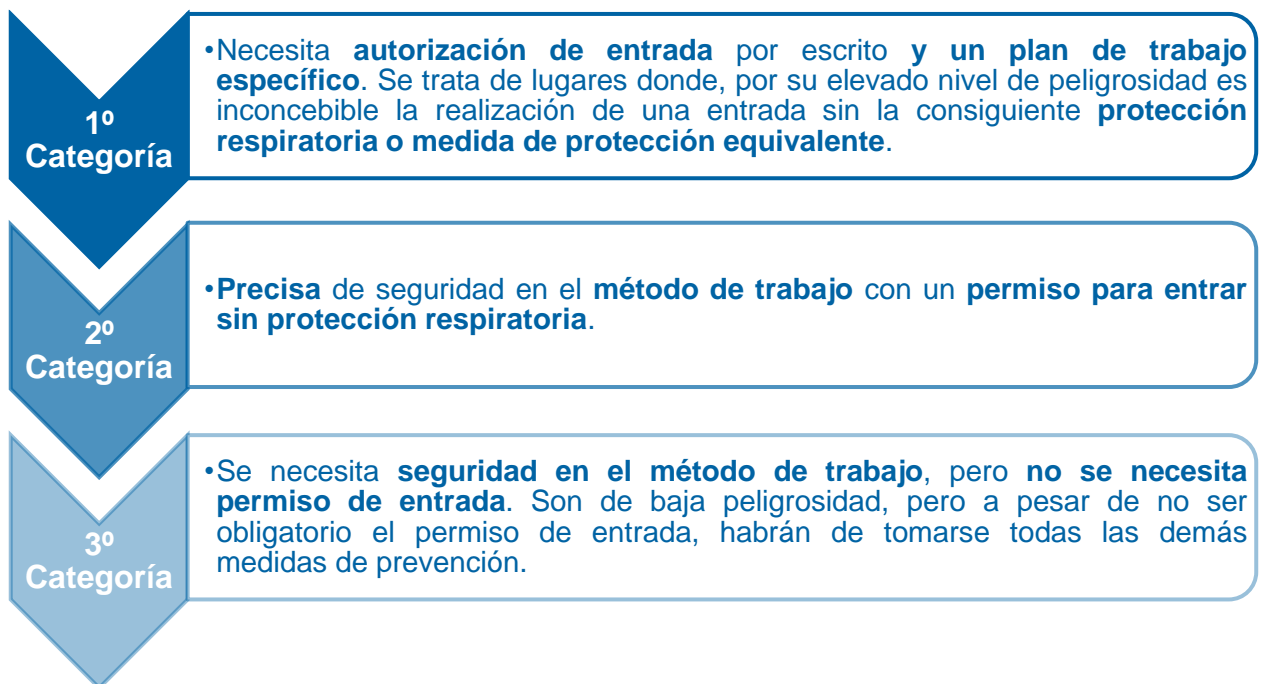 1º
Categoría
•Necesita autorización de entrada por escrito y un plan de trabajo
específico. Se trata de lugares donde, por su elevado nivel de peligrosidad es
inconcebible la realización de una entrada sin la consiguiente protección
respiratoria o medida de protección equivalente.
2º
Categoría
•Precisa de seguridad en el método de trabajo con un permiso para entrar
sin protección respiratoria.
3º
Categoría
•Se necesita seguridad en el método de trabajo, pero no se necesita
permiso de entrada. Son de baja peligrosidad, pero a pesar de no ser
obligatorio el permiso de entrada, habrán de tomarse todas las demás
medidas de prevención.